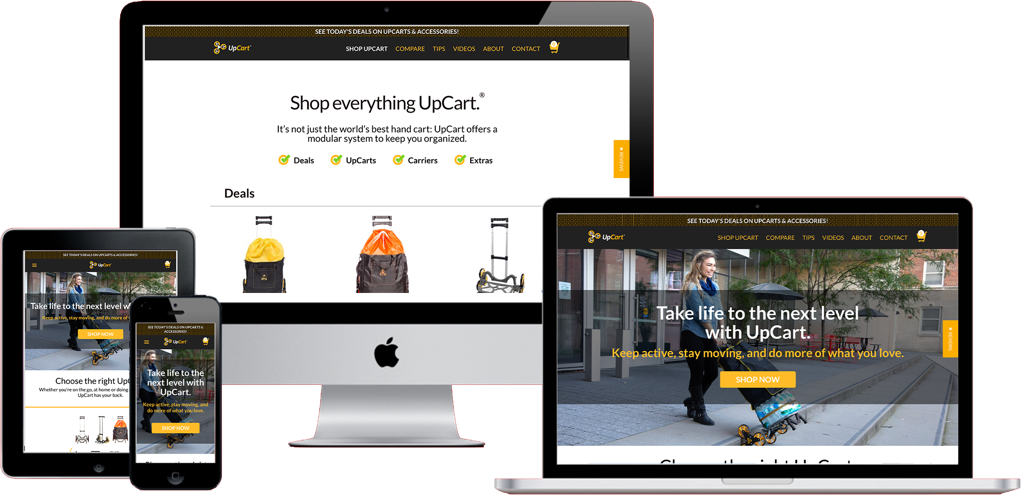 SEE TODAY'S DEALS ON UPCARTS & ACCESSORIES!
UpCart
SHOP UPCART COMPARE TIPS VIDEOS ABOUT CONTACT
Shop everything UpCart.®
It's not just the world's best hand cart: UpCart offers a
modular system to keep you organized.
Deals UpCarts Carriers Extras
★ REVIEWS
Deals
SEE TODAY'S DEALS ON UPCARTS & ACCESSORIES!
UpCart
SHOP UPCART COMPARE TIPS VIDEOS ABOUT CONTACT
Take life to the next level
with UpCart.
Keep active, stay moving, and do more of what you love.
SHOP NOW
★ REVIEWS
SEE TODAY'S DEALS ON UPCARTS & ACCESSORIES!
UpCart
Take life to the next level
Keep active, stay moving, and do more of
SHOP NOW
Choose the right Up
Whether you're on the go, at home or doing
UpCart has your back.
SEE TODAY'S DEALS ON UPCARTS &
ACCESSORIES!
UpCart
Take life to the
next level with
UpCart.
Keep active, stay moving, and
do more of what you love.
SHOP NOW